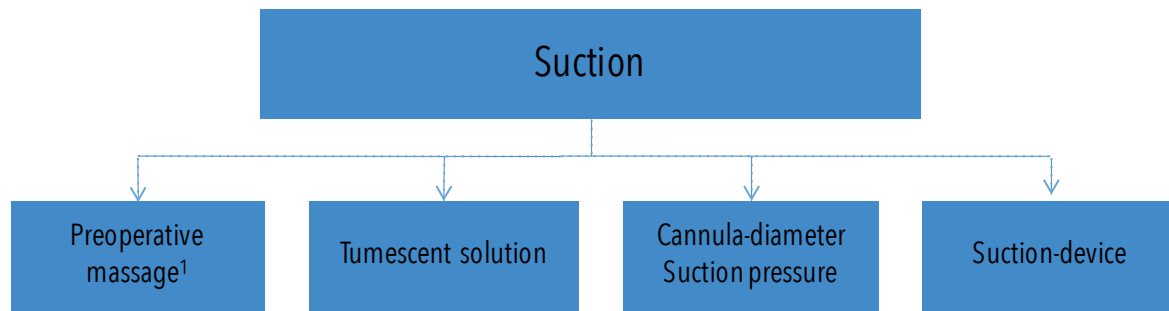 Suction
Preoperative
massage¹
Tumescent solution
Cannula-diameter
Suction pressure
Suction-device